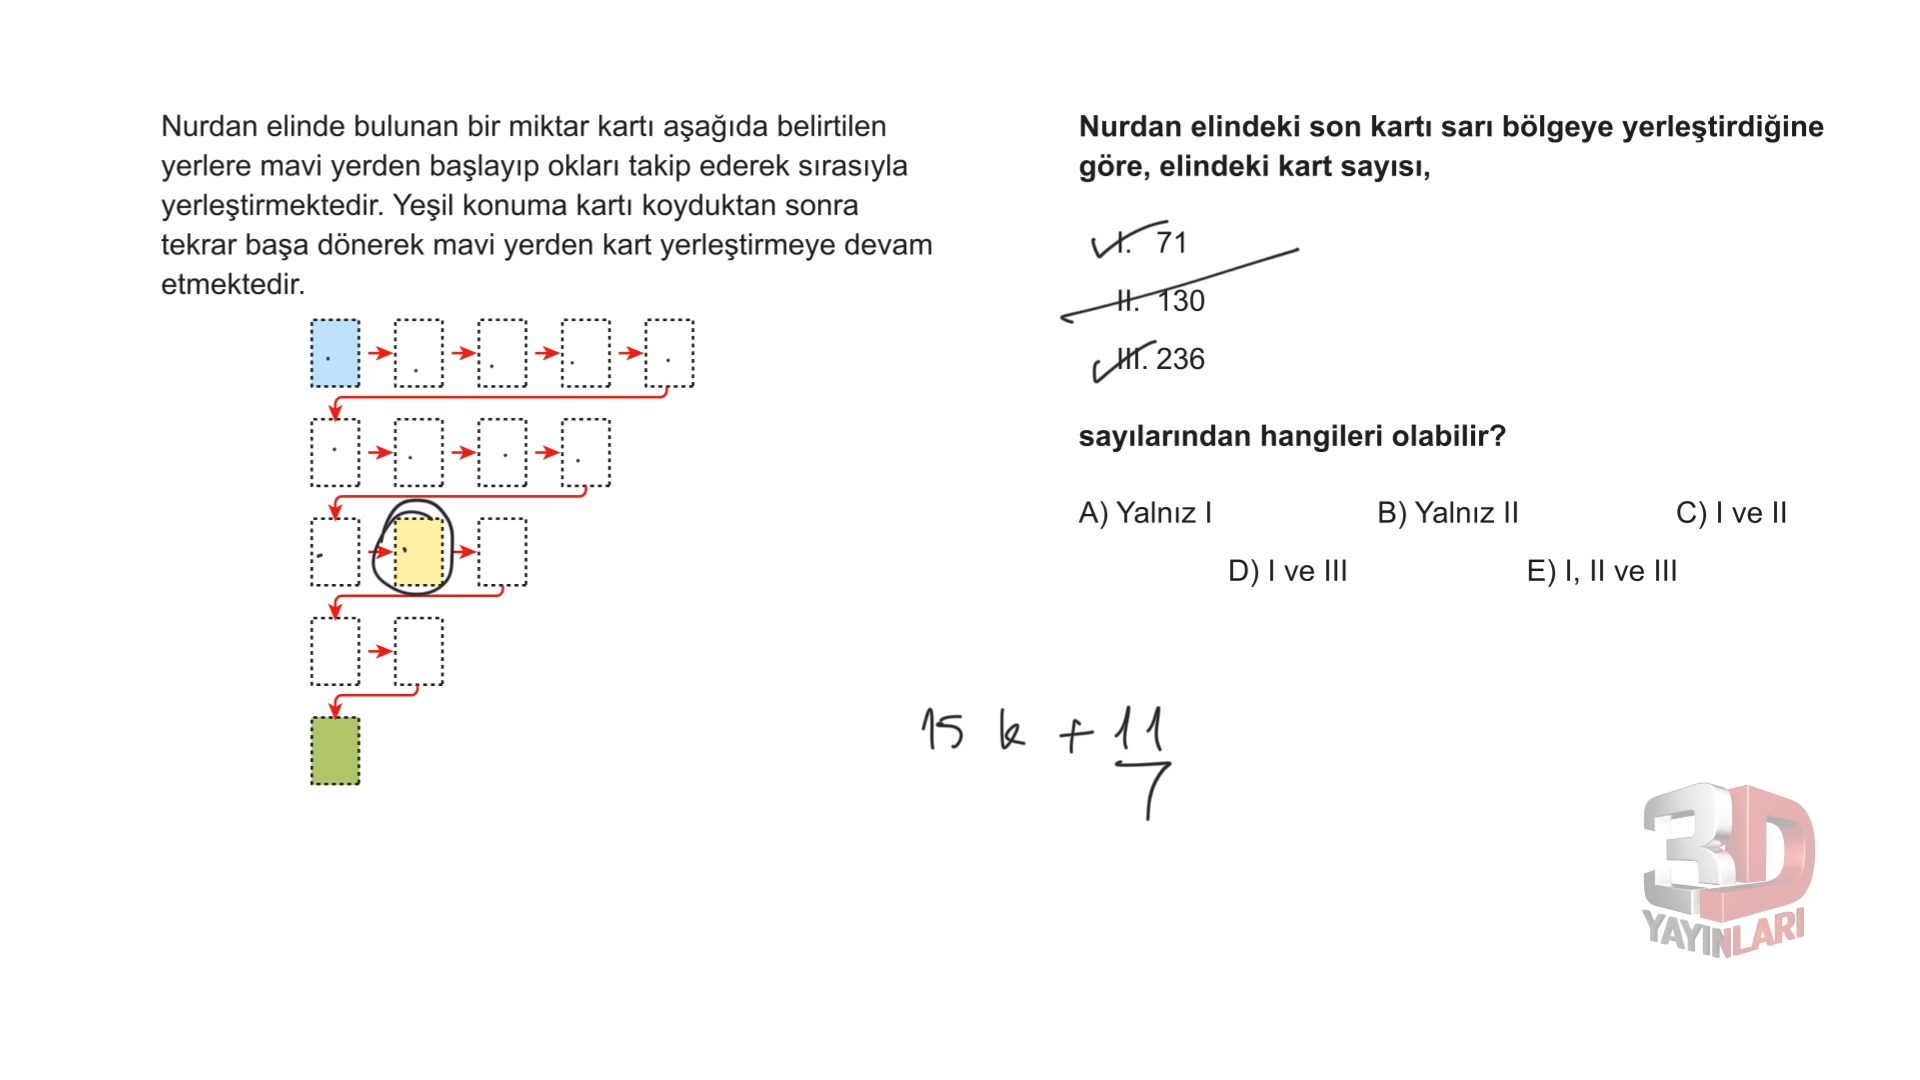 Nurdan elinde bulunan bir miktar kartı aşağıda belirtilen
yerlere mavi yerden başlayıp okları takip ederek sırasıyla
yerleştirmektedir. Yeşil konuma kartı koyduktan sonra
tekrar başa dönerek mavi yerden kart yerleştirmeye devam
etmektedir.
Nurdan elindeki son kartı sarı bölgeye yerleştirdiğine
göre, elindeki kart sayısı,
I. 71
II. 130
III. 236
sayılarından hangileri olabilir?
A) Yalnız I B) Yalnız II C) I ve II
D) I ve III E) I, II ve III
15 k + 11
7
3D
YAYINLARI